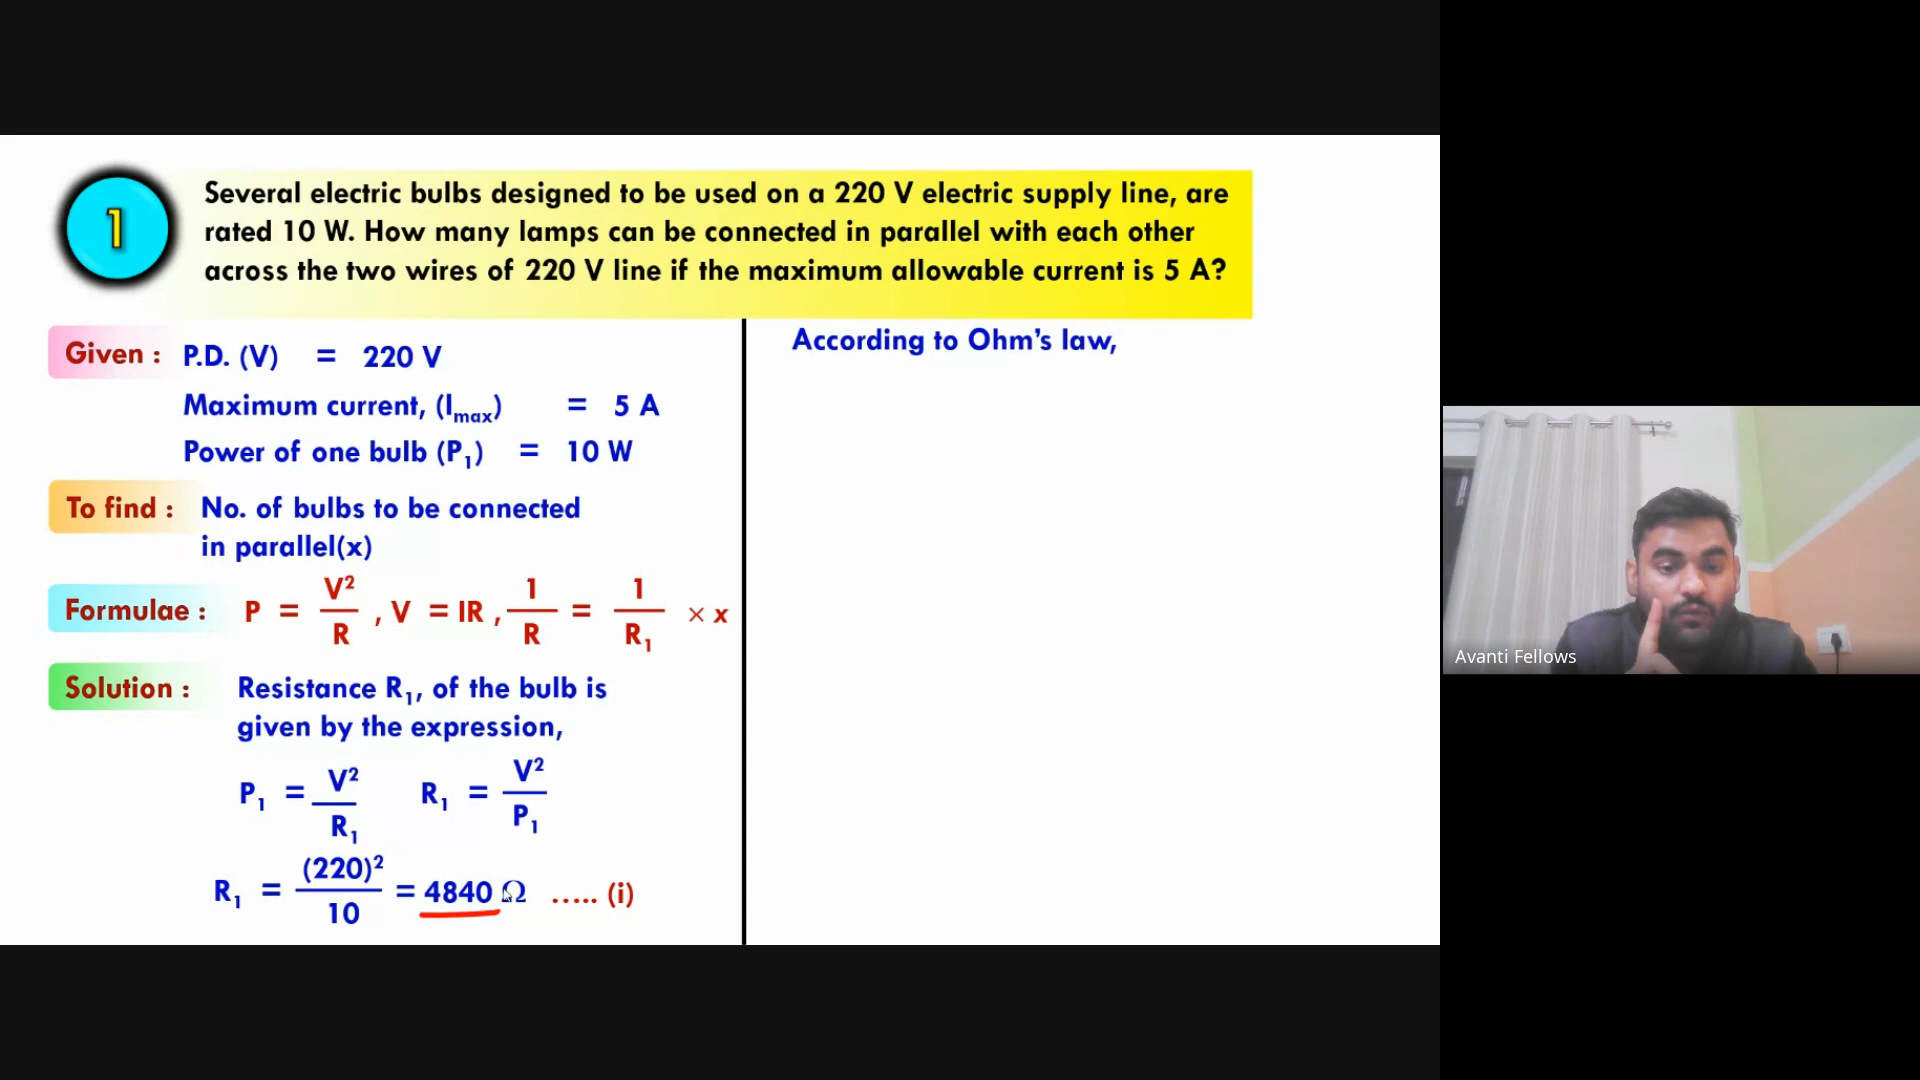 1
Several electric bulbs designed to be used on a 220 V electric supply line, are
rated 10 W. How many lamps can be connected in parallel with each other
across the two wires of 220 V line if the maximum allowable current is 5 A?
Given : P.D. (V) = 220 V
Maximum current, (Imax) = 5 A
Power of one bulb (P1) = 10 W
To find : No. of bulbs to be connected
in parallel(x)
Formulae : P = V²/R , V = IR , 1/R = 1/R1 × x
Solution : Resistance R1, of the bulb is
given by the expression,
P1 = V²/R1 R1 = V²/P1
R1 = (220)²/10 = 4840 Ω ..... (i)
According to Ohm's law,
Avanti Fellows